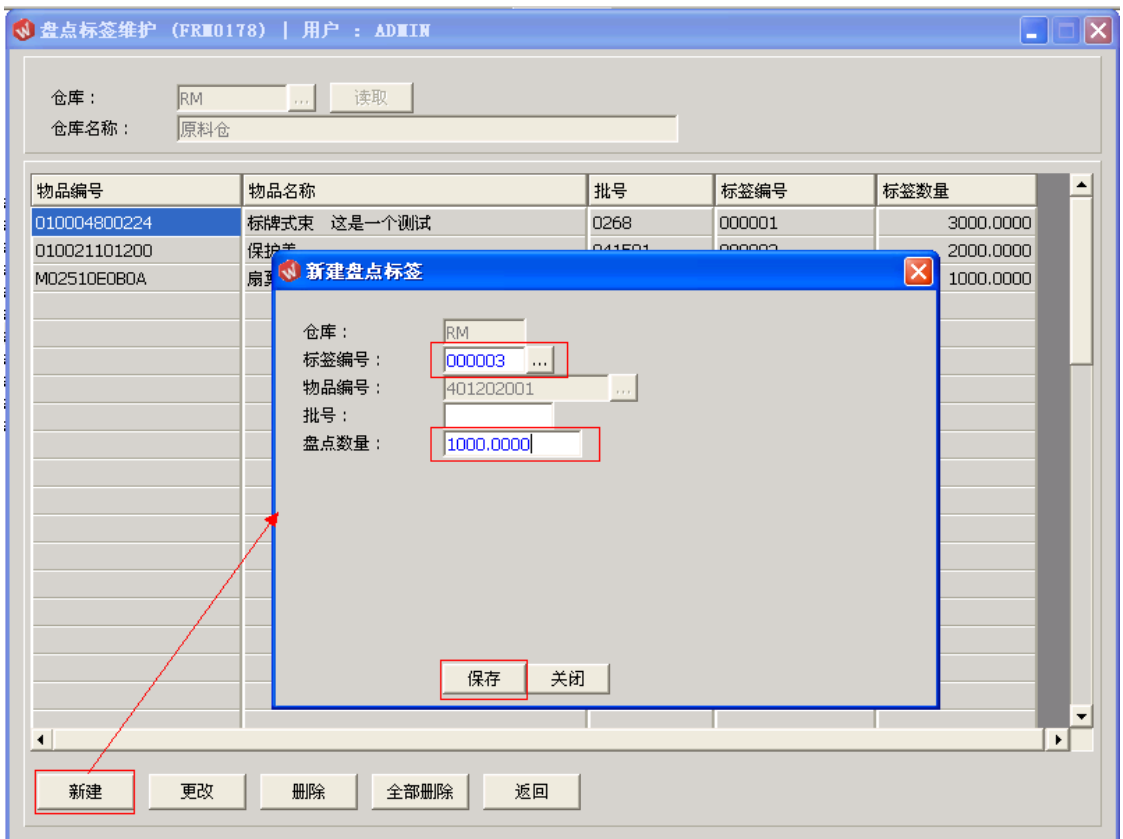 盘点标签维护 (FRM0178) | 用户 : ADMIN
仓库： RM ... 读取
仓库名称： 原料仓
物品编号 物品名称 批号 标签编号 标签数量
010004800224 标牌式束 这是一个测试 0268 000001 3000.0000
010021101200 保护盖 2000.0000
M02510E0B0A 1000.0000
新建盘点标签
仓库： RM
标签编号： 000003 ...
物品编号： 401202001 ...
批号：
盘点数量： 1000.0000
保存 关闭
新建 更改 删除 全部删除 返回